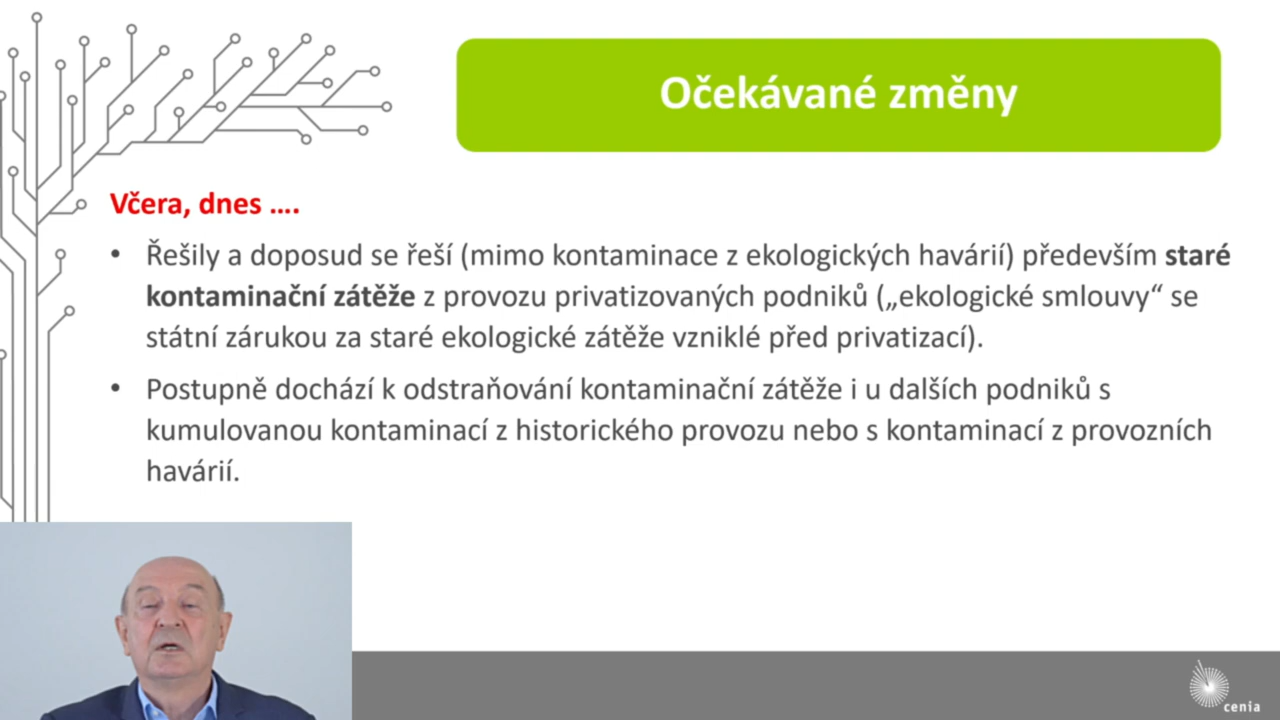 Očekávané změny
Včera, dnes ....
• Řešily a doposud se řeší (mimo kontaminace z ekologických havárií) především staré
kontaminační zátěže z provozu privatizovaných podniků („ekologické smlouvy“ se
státní zárukou za staré ekologické zátěže vzniklé před privatizací).
• Postupně dochází k odstraňování kontaminační zátěže i u dalších podniků s
kumulovanou kontaminací z historického provozu nebo s kontaminací z provozních
havárií.
cenia